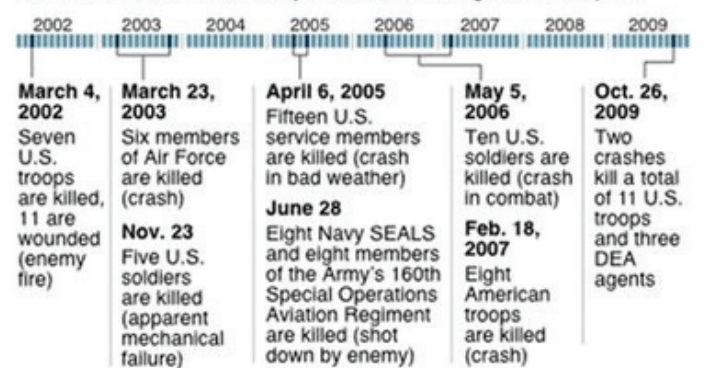 2002 2003 2004 2005 2006 2007 2008 2009
March 4,
2002
Seven
U.S.
troops
are killed,
11 are
wounded
(enemy
fire)
March 23,
2003
Six members
of Air Force
are killed
(crash)
Nov. 23
Five U.S.
soldiers
are killed
(apparent
mechanical
failure)
April 6, 2005
Fifteen U.S.
service members
are killed (crash
in bad weather)
June 28
Eight Navy SEALS
and eight members
of the Army's 160th
Special Operations
Aviation Regiment
are killed (shot
down by enemy)
May 5,
2006
Ten U.S.
soldiers are
killed (crash
in combat)
Feb. 18,
2007
Eight
American
troops
are killed
(crash)
Oct. 26,
2009
Two
crashes
kill a total
of 11 U.S.
troops
and three
DEA
agents